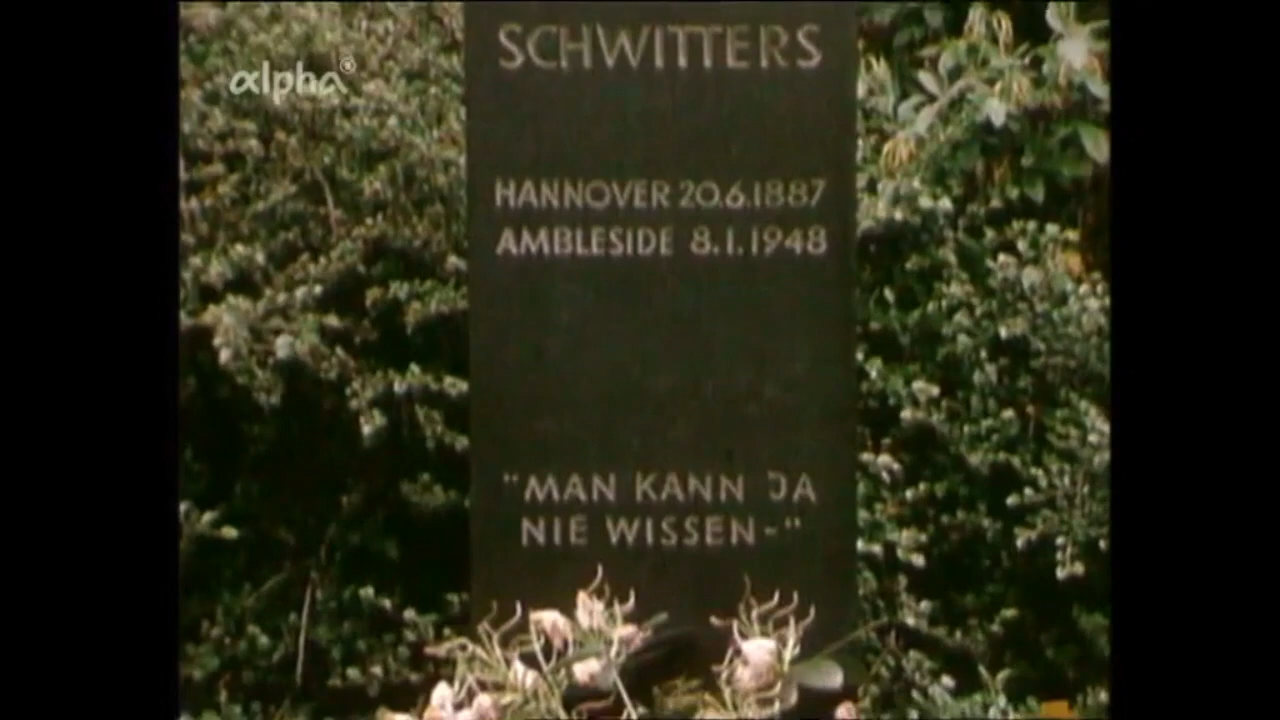 alpha
SCHWITTERS
HANNOVER 20.6.1887
AMBLESIDE 8.1.1948
"MAN KANN JA
NIE WISSEN-"